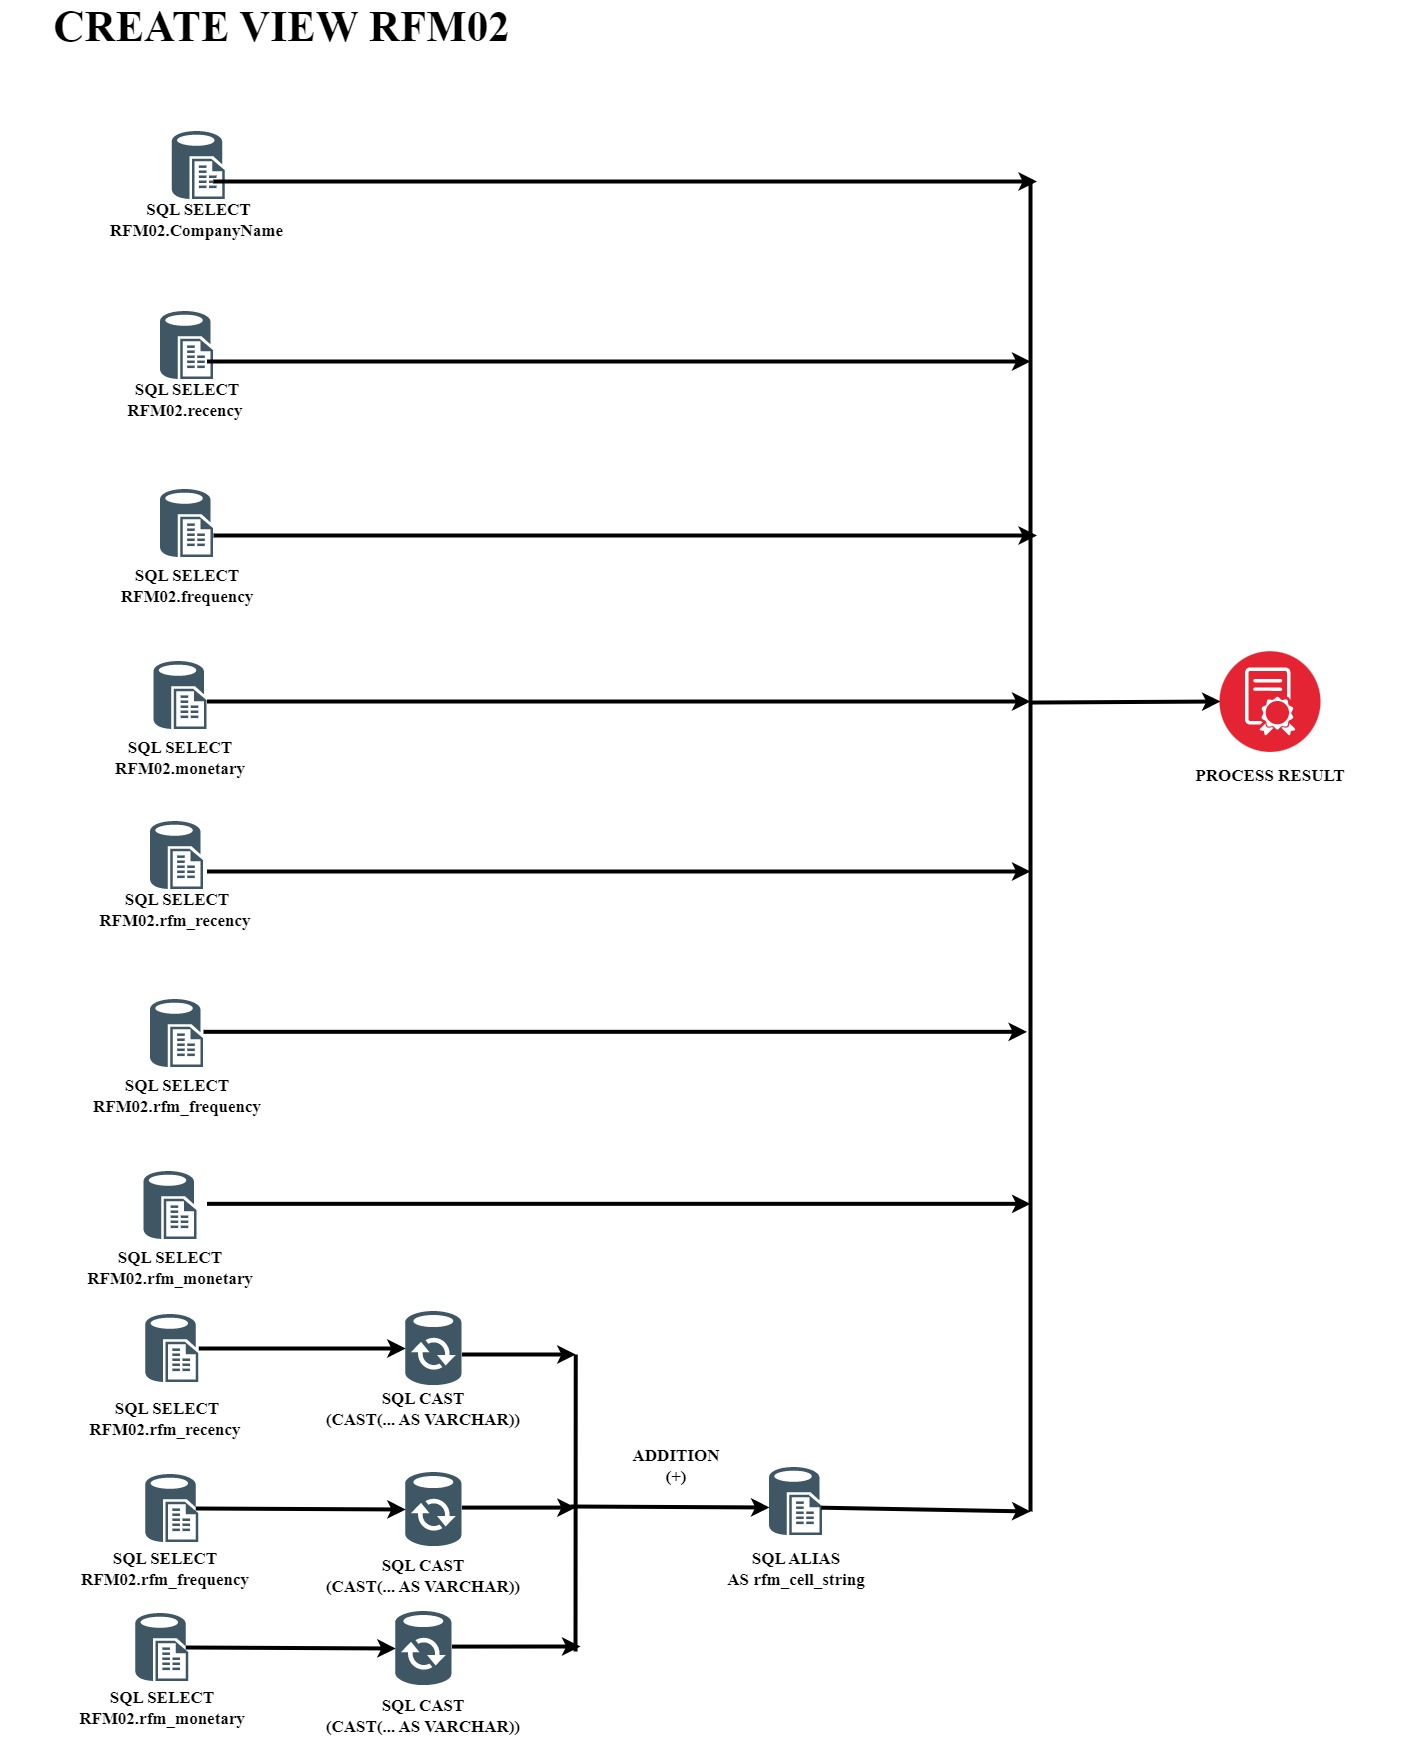 CREATE VIEW RFM02
SQL SELECT
RFM02.CompanyName
SQL SELECT
RFM02.recency
SQL SELECT
RFM02.frequency
SQL SELECT
RFM02.monetary
PROCESS RESULT
SQL SELECT
RFM02.rfm_recency
SQL SELECT
RFM02.rfm_frequency
SQL SELECT
RFM02.rfm_monetary
SQL SELECT
RFM02.rfm_recency
SQL CAST
(CAST(... AS VARCHAR))
ADDITION
(+)
SQL SELECT
RFM02.rfm_frequency
SQL CAST
(CAST(... AS VARCHAR))
SQL ALIAS
AS rfm_cell_string
SQL SELECT
RFM02.rfm_monetary
SQL CAST
(CAST(... AS VARCHAR))